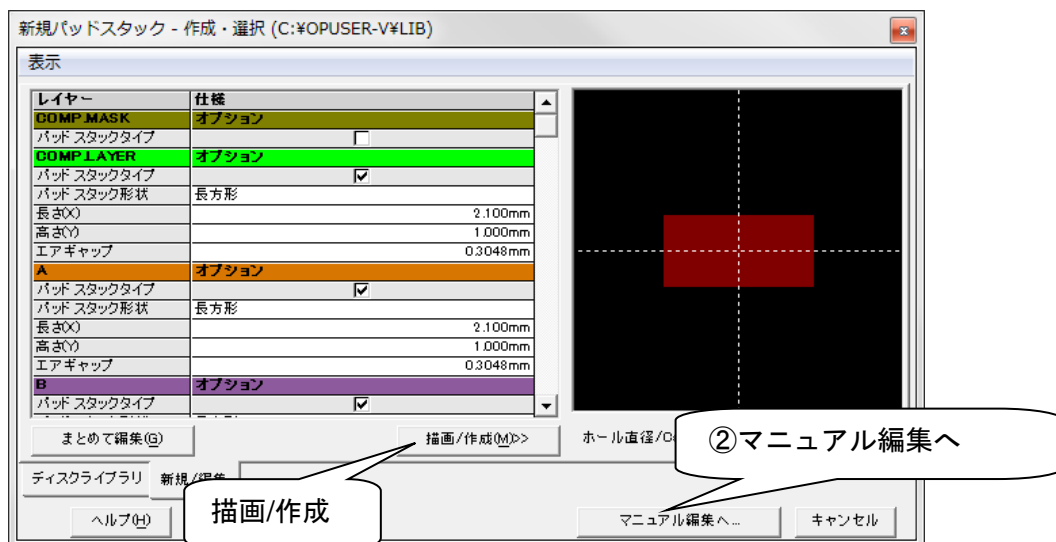 新規パッドスタック - 作成・選択 (C:¥OPUSER-V¥LIB)
表示
レイヤー 仕様
COMP.MASK オプション
パッド スタックタイプ
COMP.LAYER オプション
パッド スタックタイプ
パッド スタック形状 長方形
長さ(X) 2.100mm
高さ(Y) 1.000mm
エアギャップ 0.3048mm
A オプション
パッド スタックタイプ
パッド スタック形状 長方形
長さ(X) 2.100mm
高さ(Y) 1.000mm
エアギャップ 0.3048mm
B オプション
パッド スタックタイプ
まとめて編集(G) 描画/作成(M)>> ホール直径/
②マニュアル編集へ
ディスクライブラリ 新規/編集
描画/作成
ヘルプ(H) マニュアル編集へ... キャンセル